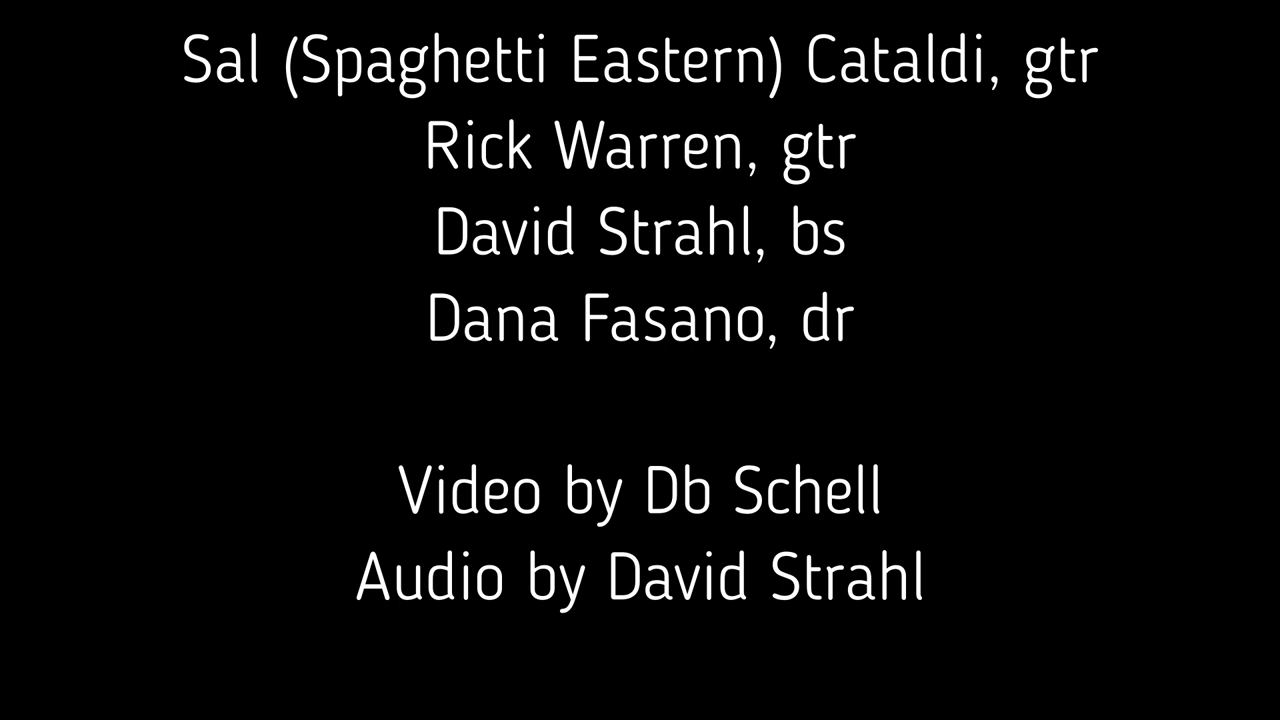 Sal (Spaghetti Eastern) Cataldi, gtr
Rick Warren, gtr
David Strahl, bs
Dana Fasano, dr
Video by Db Schell
Audio by David Strahl